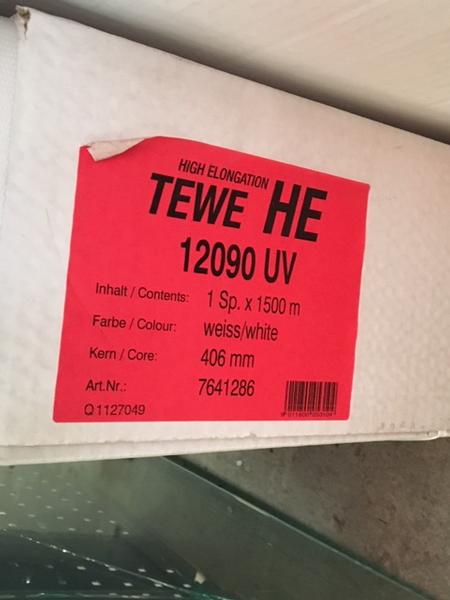 HIGH ELONGATION
TEWE HE
12090 UV
Inhalt / Contents: 1 Sp. x 1500 m
Farbe / Colour: weiss/white
Kern / Core: 406 mm
Art.Nr.: 7641286
Q1127049